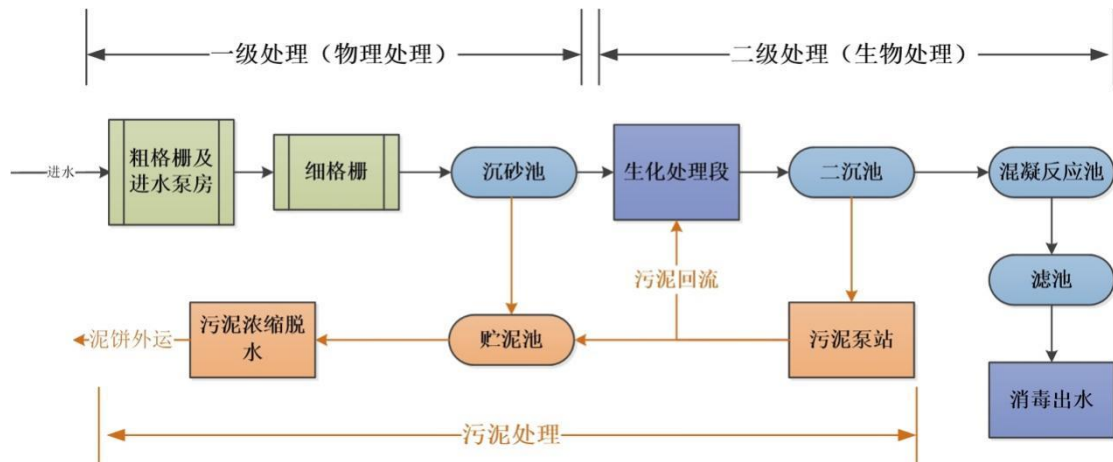 一级处理（物理处理）
二级处理（生物处理）
进水
粗格栅及
进水泵房
细格栅
沉砂池
生化处理段
二沉池
混凝反应池
污泥回流
滤池
泥饼外运
污泥浓缩脱
水
贮泥池
污泥泵站
消毒出水
污泥处理